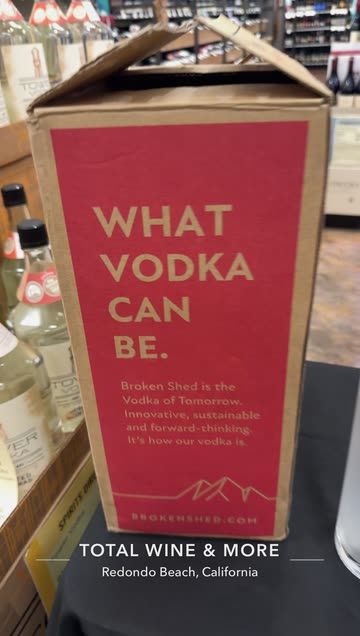 WHAT
VODKA
CAN
BE.
Broken Shed is the
Vodka of Tomorrow.
Innovative, sustainable
and forward-thinking.
It's how our vodka is.
BROKENSHED.COM
TOTAL WINE & MORE
Redondo Beach, California